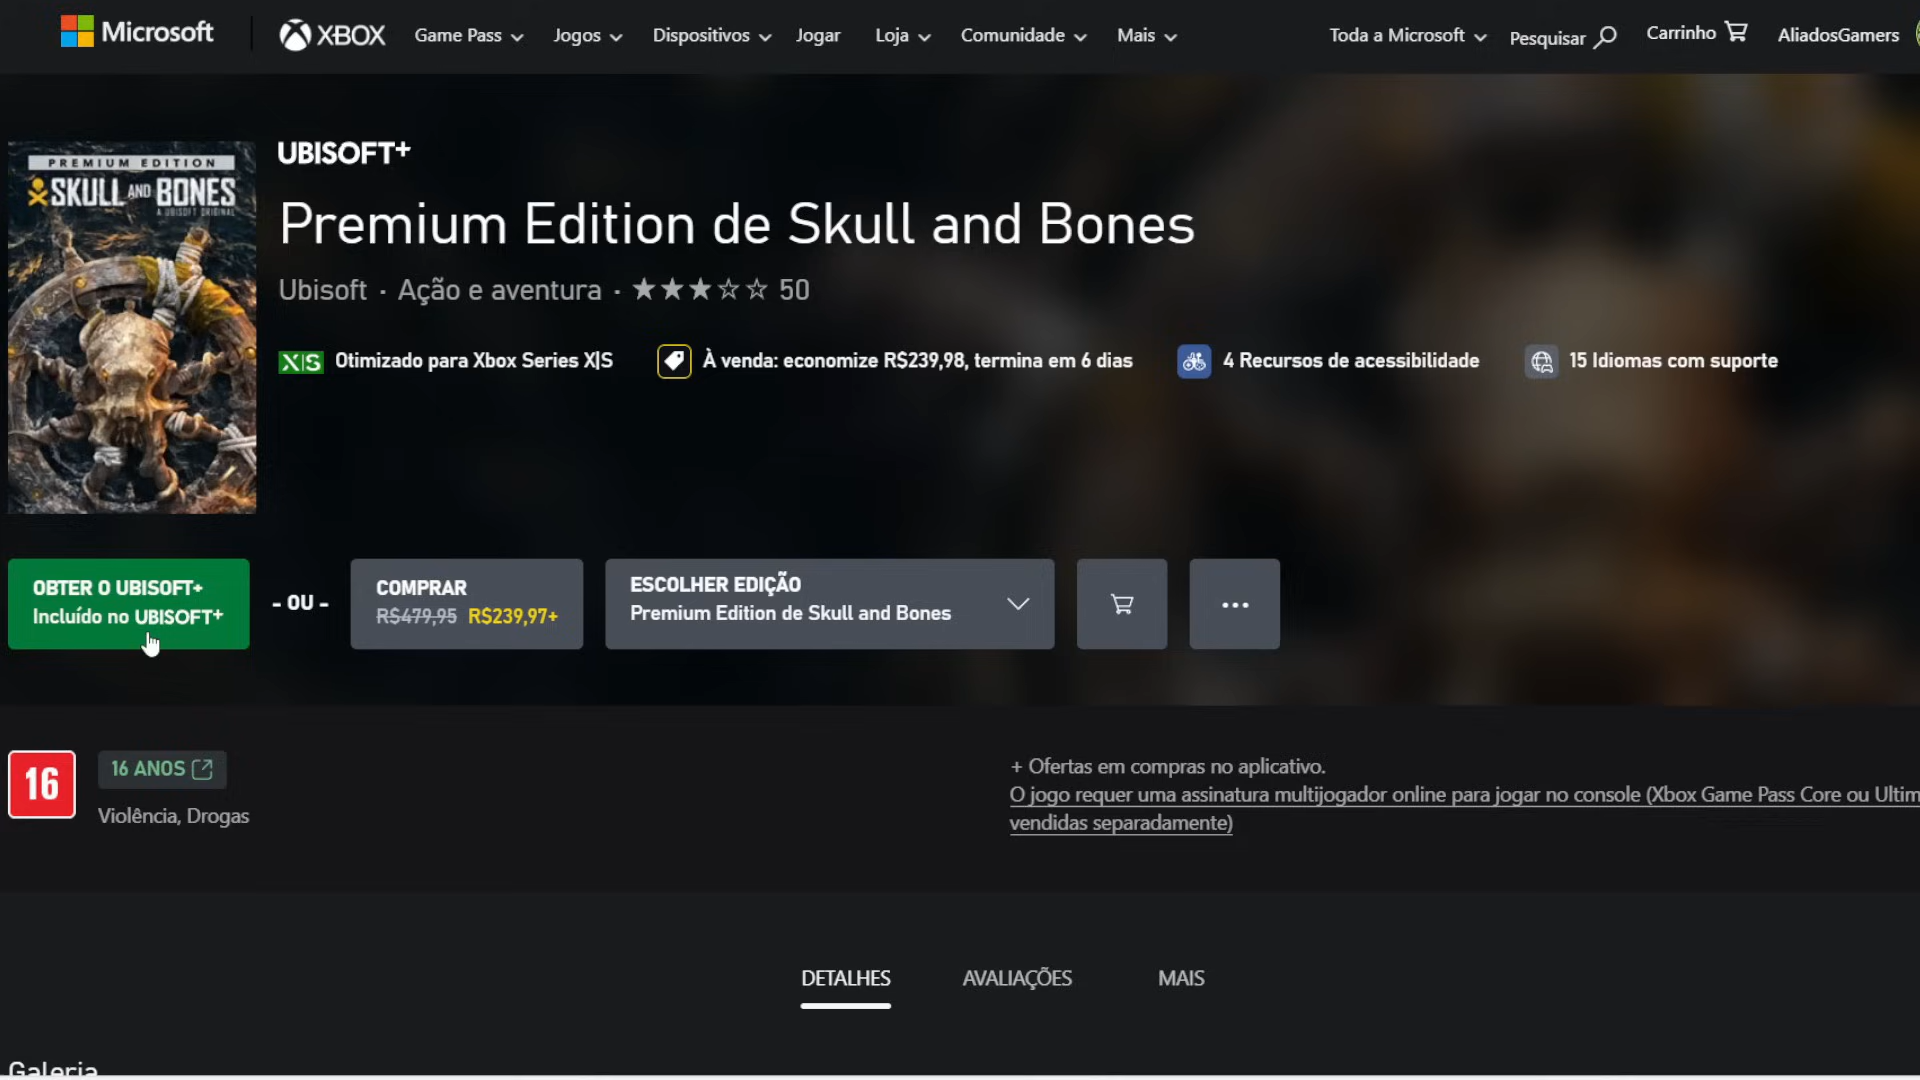 Microsoft
XBOX
Game Pass
Jogos
Dispositivos
Jogar
Loja
Comunidade
Mais
Toda a Microsoft
Pesquisar
Carrinho
AliadosGamers
PREMIUM EDITION
SKULL AND BONES
A UBISOFT ORIGINAL
UBISOFT+
Premium Edition de Skull and Bones
Ubisoft · Ação e aventura · ★★★☆☆ 50
X|S Otimizado para Xbox Series X|S
À venda: economize R$239,98, termina em 6 dias
4 Recursos de acessibilidade
15 Idiomas com suporte
OBTER O UBISOFT+
Incluído no UBISOFT+
- OU -
COMPRAR
R$479,95 R$239,97+
ESCOLHER EDIÇÃO
Premium Edition de Skull and Bones
16
16 ANOS
Violência, Drogas
+ Ofertas em compras no aplicativo.
O jogo requer uma assinatura multijogador online para jogar no console (Xbox Game Pass Core ou Ultim
vendidas separadamente)
DETALHES
AVALIAÇÕES
MAIS
Galeria